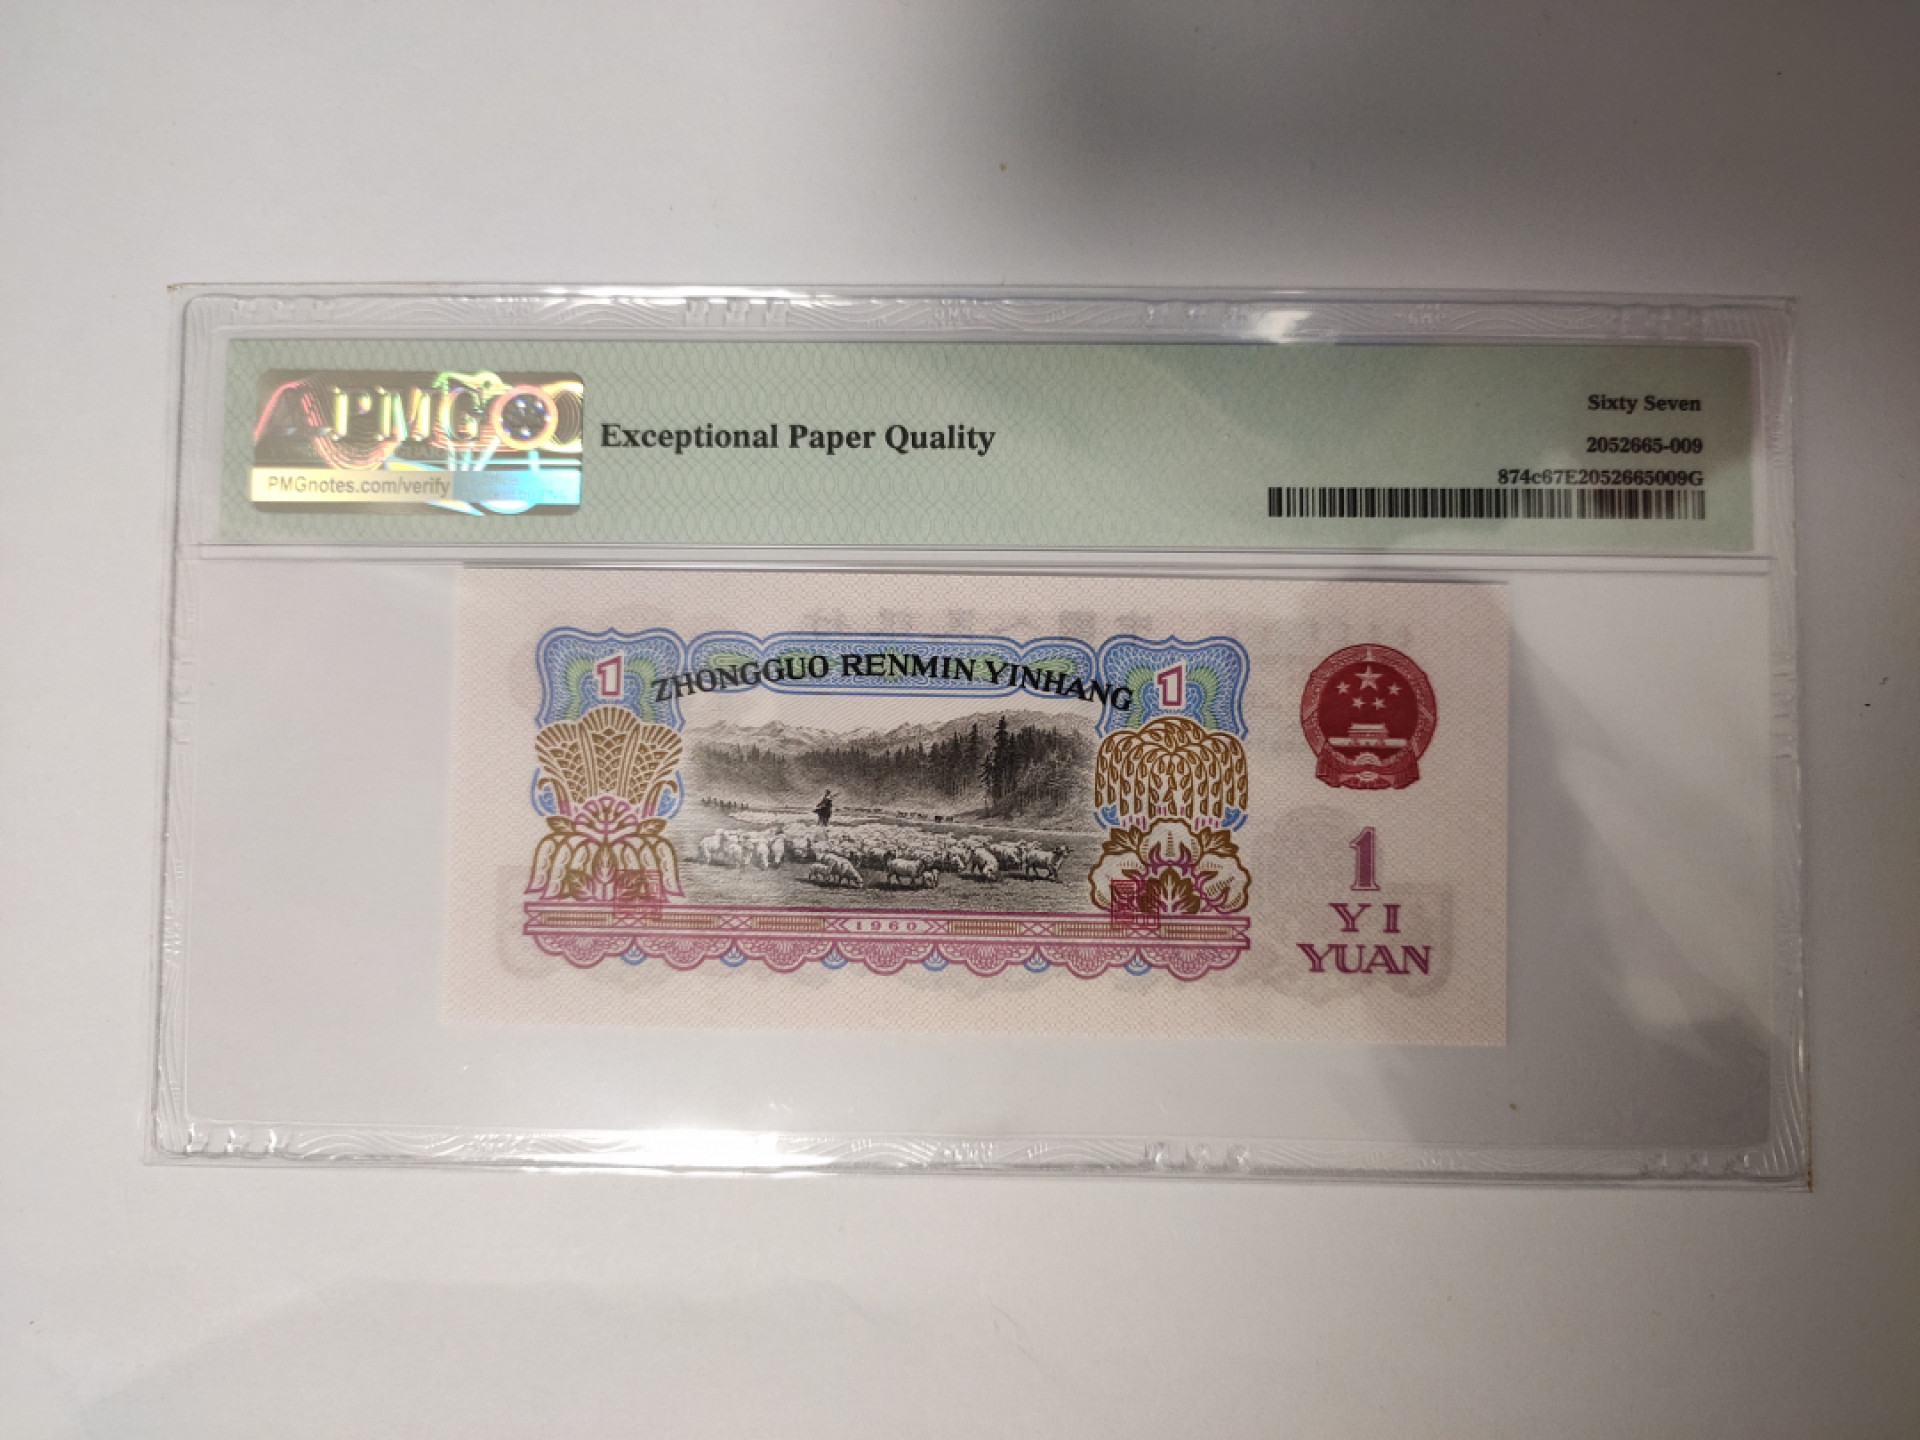 PMG
PMGnotes.com/verify
Exceptional Paper Quality
Sixty Seven
2052665-009
874c67E2052665009G
1
ZHONGGUO RENMIN YINHANG
1
1960
1
YI
YUAN